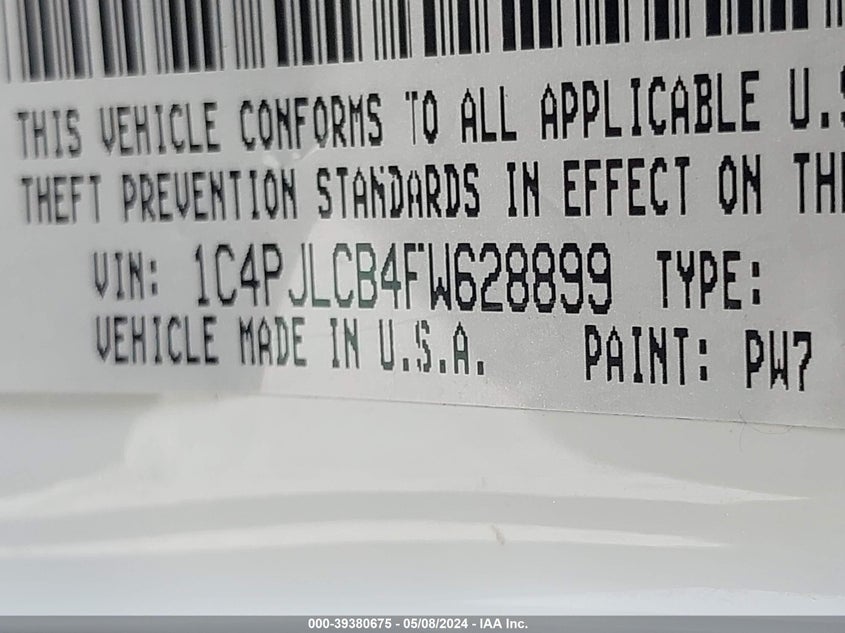 THIS VEHICLE CONFORMS TO ALL APPLICABLE U.S
THEFT PREVENTION STANDARDS IN EFFECT ON
VIN: 1C4PJLCB4FW628899 TYPE:
VEHICLE MADE IN U.S.A. PAINT: PW7
000-39380675 - 05/08/2024 - IAA Inc.